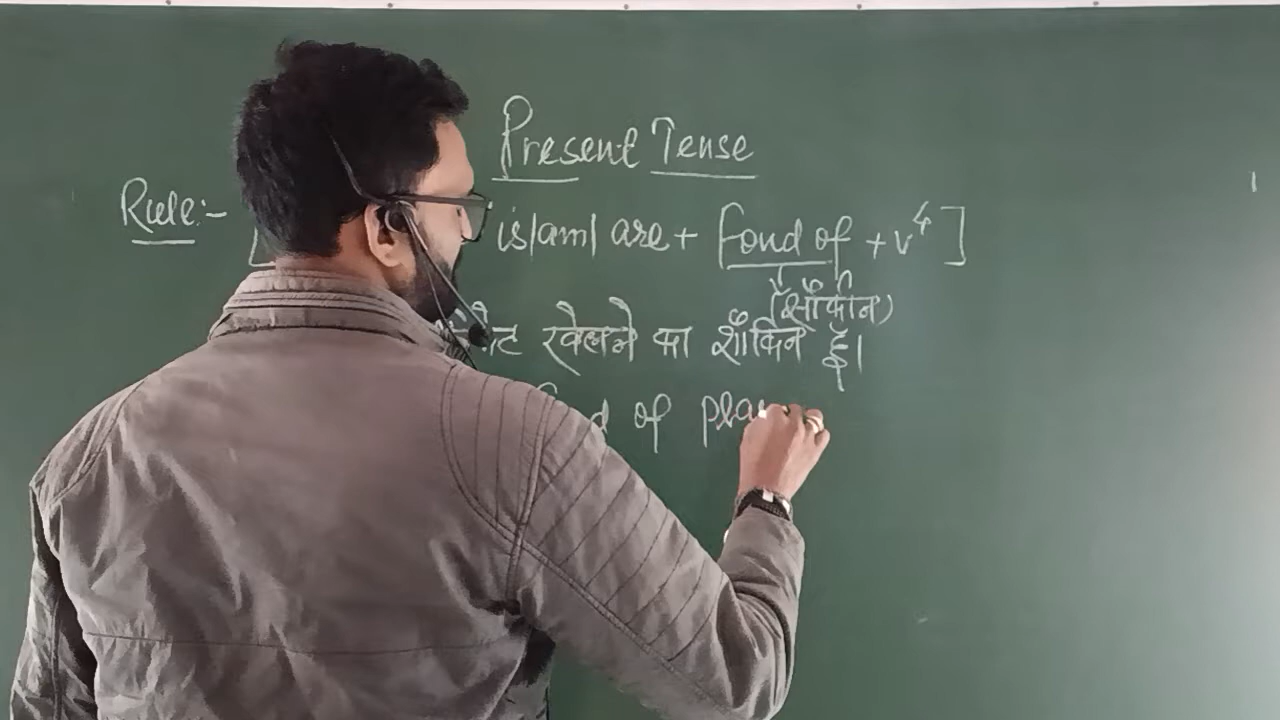 Present Tense
Rule:- [ is/am/ are + fond of + v4]
(शौकीन)
खेलने का शौकिन हूँ।
of pla